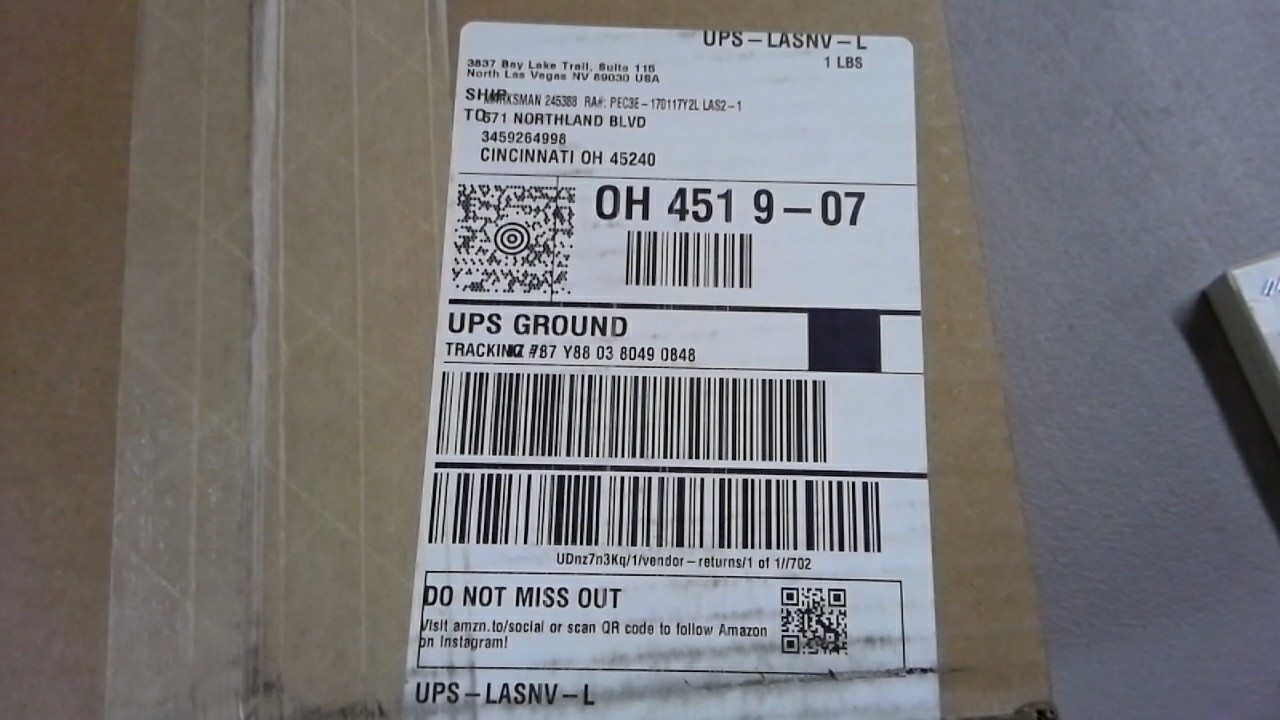 UPS-LASNV-L
1 LBS
3837 Bay Lake Trail, Suite 115
North Las Vegas NV 89030 USA
SHIP
MARKSMAN 245388 RA#: PEC3E-170117Y2L LAS2-1
TO 671 NORTHLAND BLVD
3459264998
CINCINNATI OH 45240
OH 451 9-07
UPS GROUND
TRACKING #: 87 Y88 03 8049 0848
UDnz7n3Kq/1/vendor-returns/1 of 1//702
DO NOT MISS OUT
Visit amzn.to/social or scan QR code to follow Amazon
on Instagram!
UPS-LASNV-L